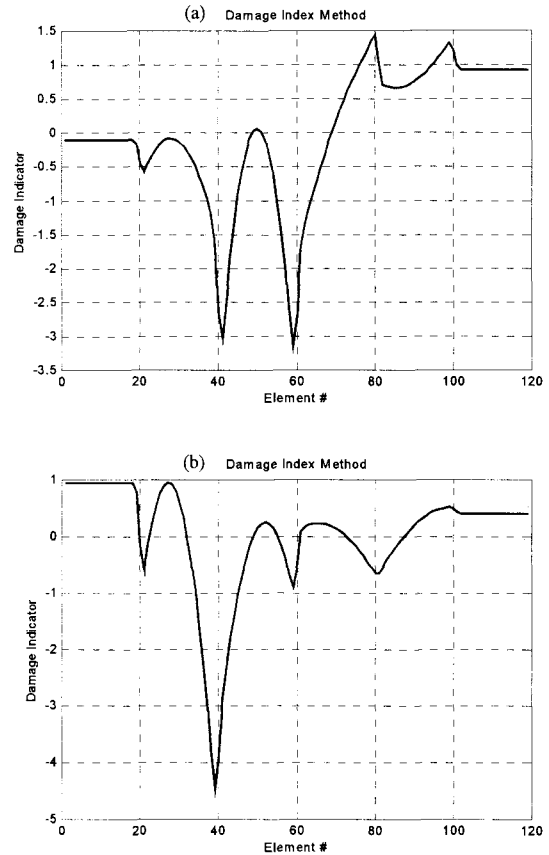 (a) Damage Index Method
1.5
1
0.5
0
-0.5
-1
-1.5
-2
-2.5
-3
-3.5
Damage Indicator
0 20 40 60 80 100 120
Element #
(b) Damage Index Method
1
0
-1
-2
-3
-4
-5
Damage Indicator
0 20 40 60 80 100 120
Element #